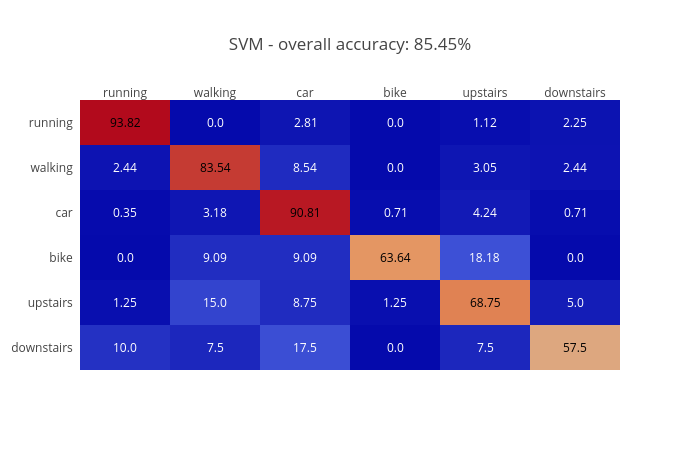 SVM - overall accuracy: 85.45%
running walking car bike upstairs downstairs
running 93.82 0.0 2.81 0.0 1.12 2.25
walking 2.44 83.54 8.54 0.0 3.05 2.44
car 0.35 3.18 90.81 0.71 4.24 0.71
bike 0.0 9.09 9.09 63.64 18.18 0.0
upstairs 1.25 15.0 8.75 1.25 68.75 5.0
downstairs 10.0 7.5 17.5 0.0 7.5 57.5